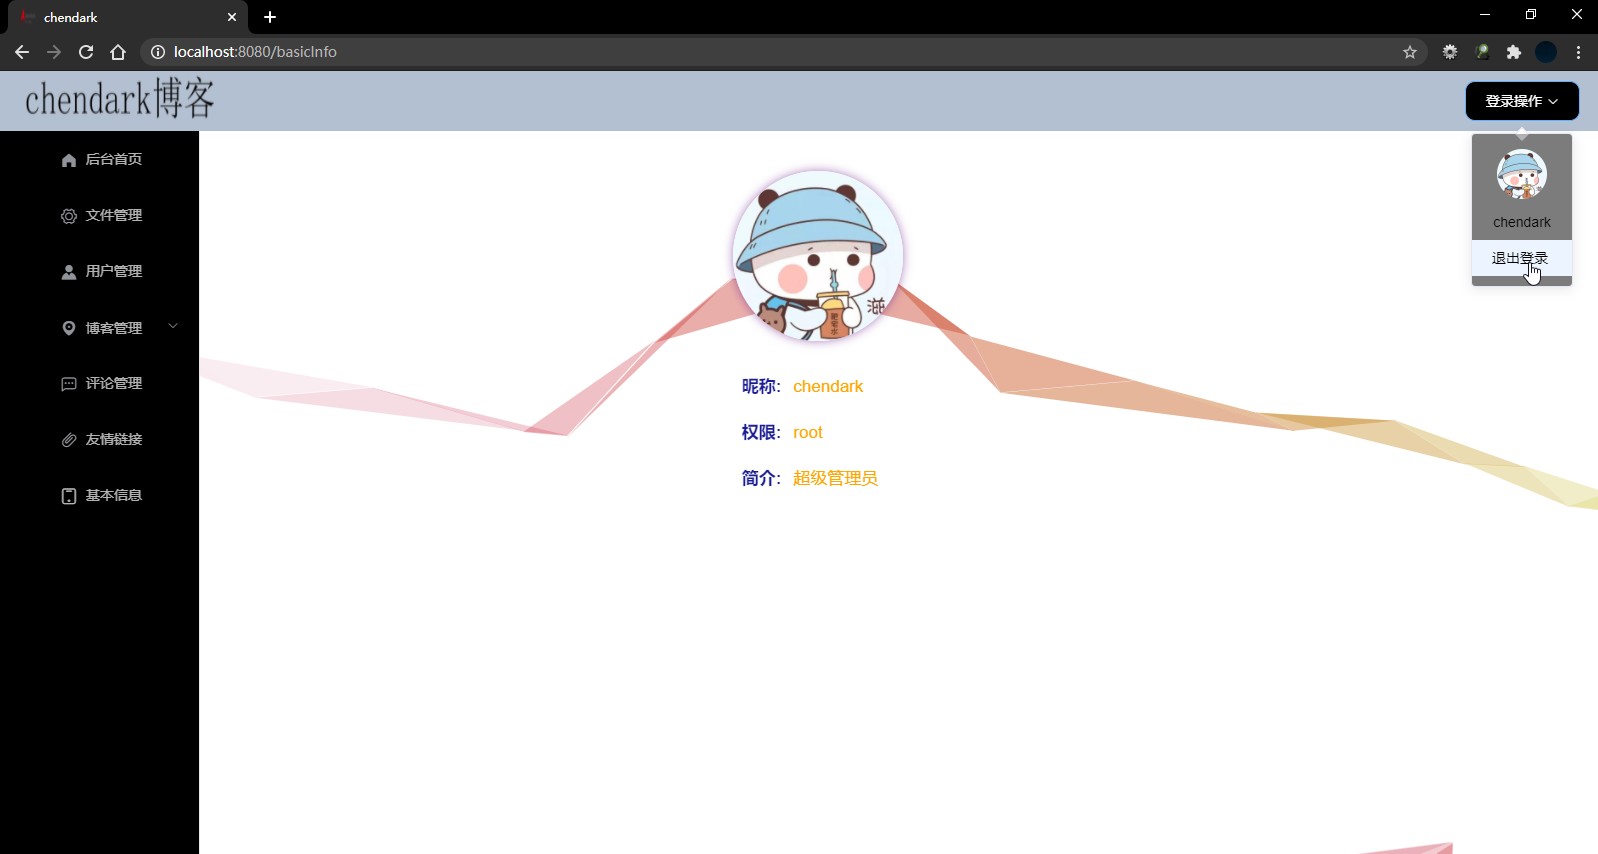 chendark
localhost:8080/basicInfo
chendark博客
登录操作
后台首页
文件管理
用户管理
博客管理
评论管理
友情链接
基本信息
chendark
退出登录
滋
昵称: chendark
权限: root
简介: 超级管理员